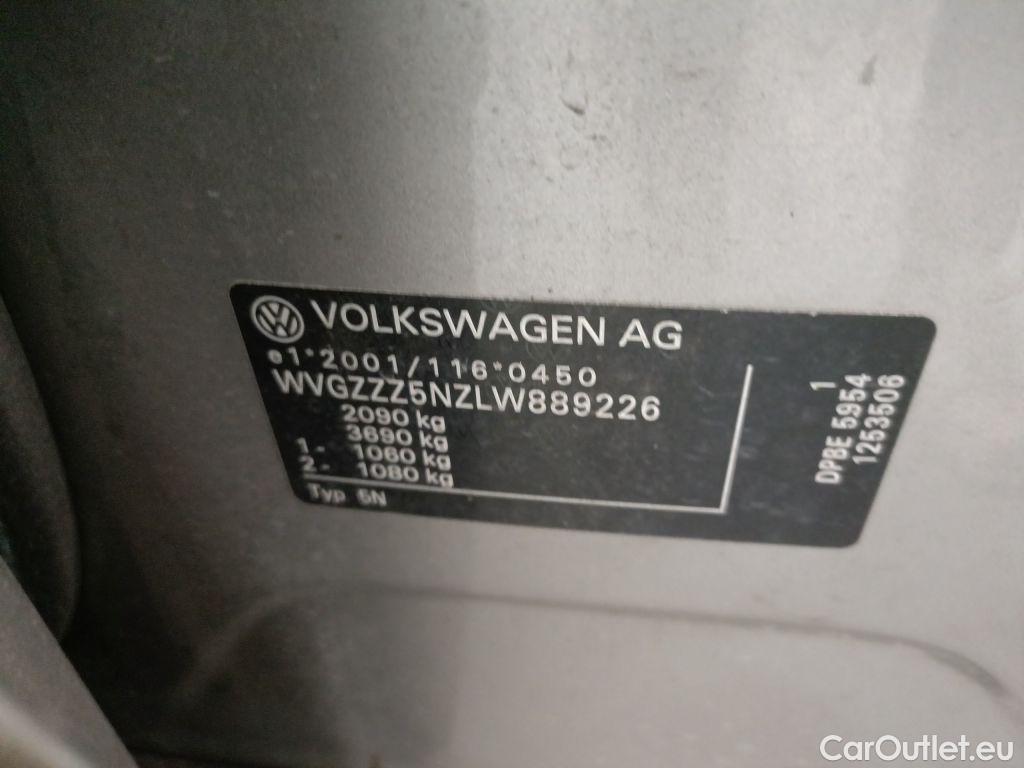 VOLKSWAGEN AG
e1*2001/116*0450
WVGZZZ5NZLW889226
2090 kg
3690 kg
1 - 1060 kg
2 - 1080 kg
Typ 5N
1
DPBE 5954
1253506
CarOutlet.eu